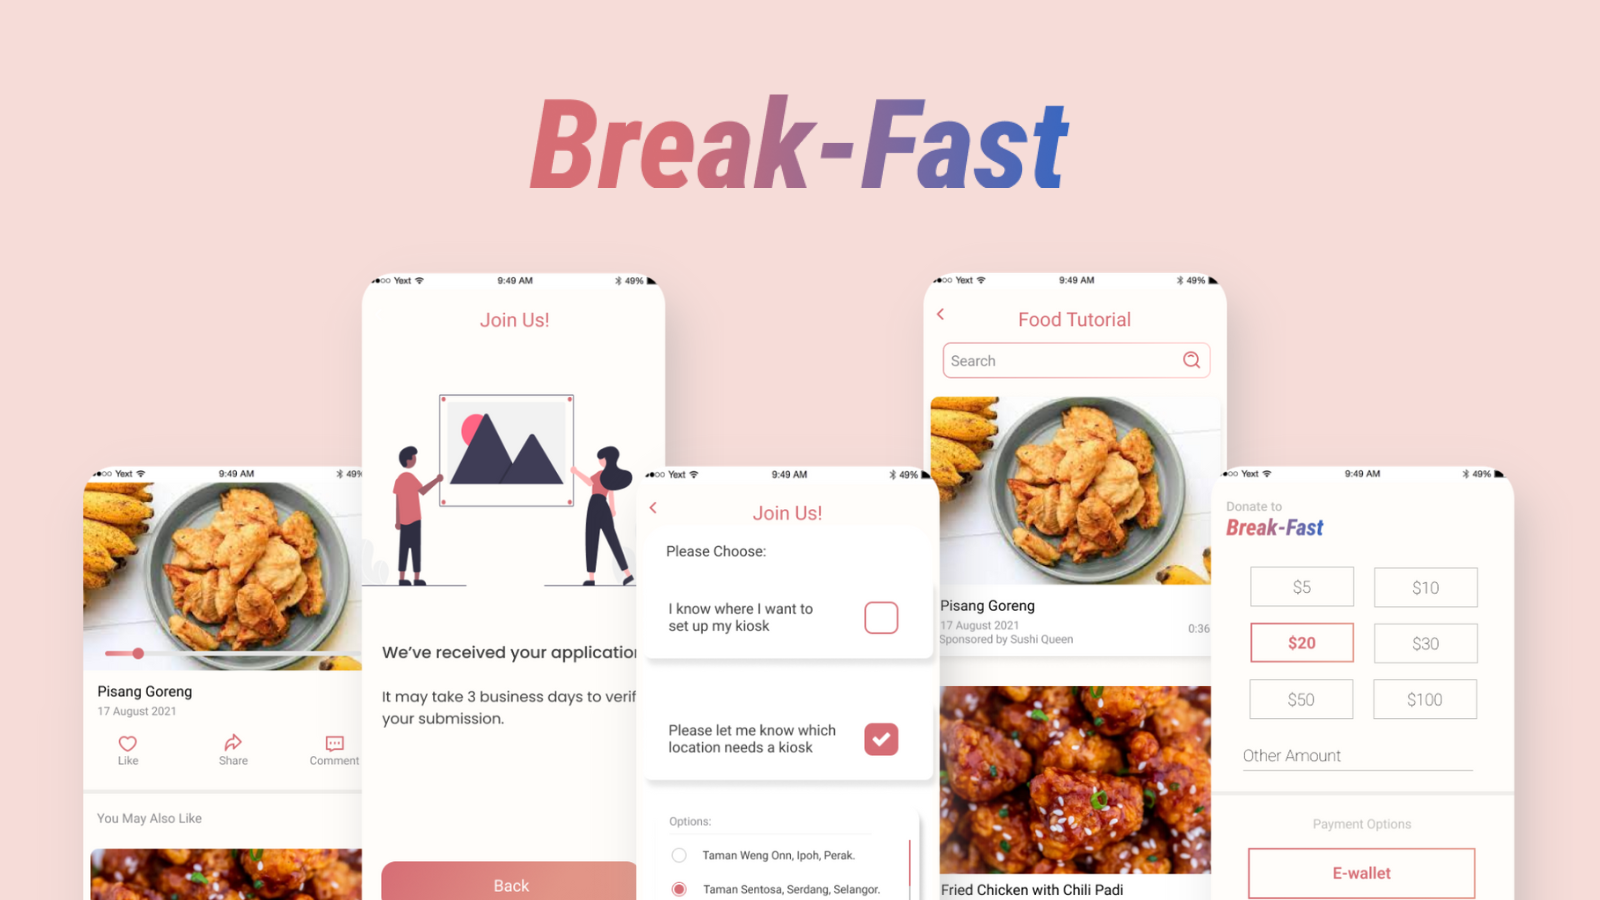 Break-Fast
Yext
9:49 AM
49%
Pisang Goreng
17 August 2021
Like
Share
Comment
You May Also Like
Yext
9:49 AM
49%
Join Us!
We've received your application
It may take 3 business days to verif
your submission.
Back
Yext
9:49 AM
49%
Join Us!
Please Choose:
I know where I want to
set up my kiosk
Please let me know which
location needs a kiosk
Options:
Taman Weng Onn, Ipoh, Perak.
Taman Sentosa, Serdang, Selangor.
Yext
9:49 AM
49%
Food Tutorial
Search
Pisang Goreng
17 August 2021
0:36
Sponsored by Sushi Queen
Fried Chicken with Chili Padi
Yext
9:49 AM
49%
Donate to
Break-Fast
$5
$10
$20
$30
$50
$100
Other Amount
Payment Options
E-wallet